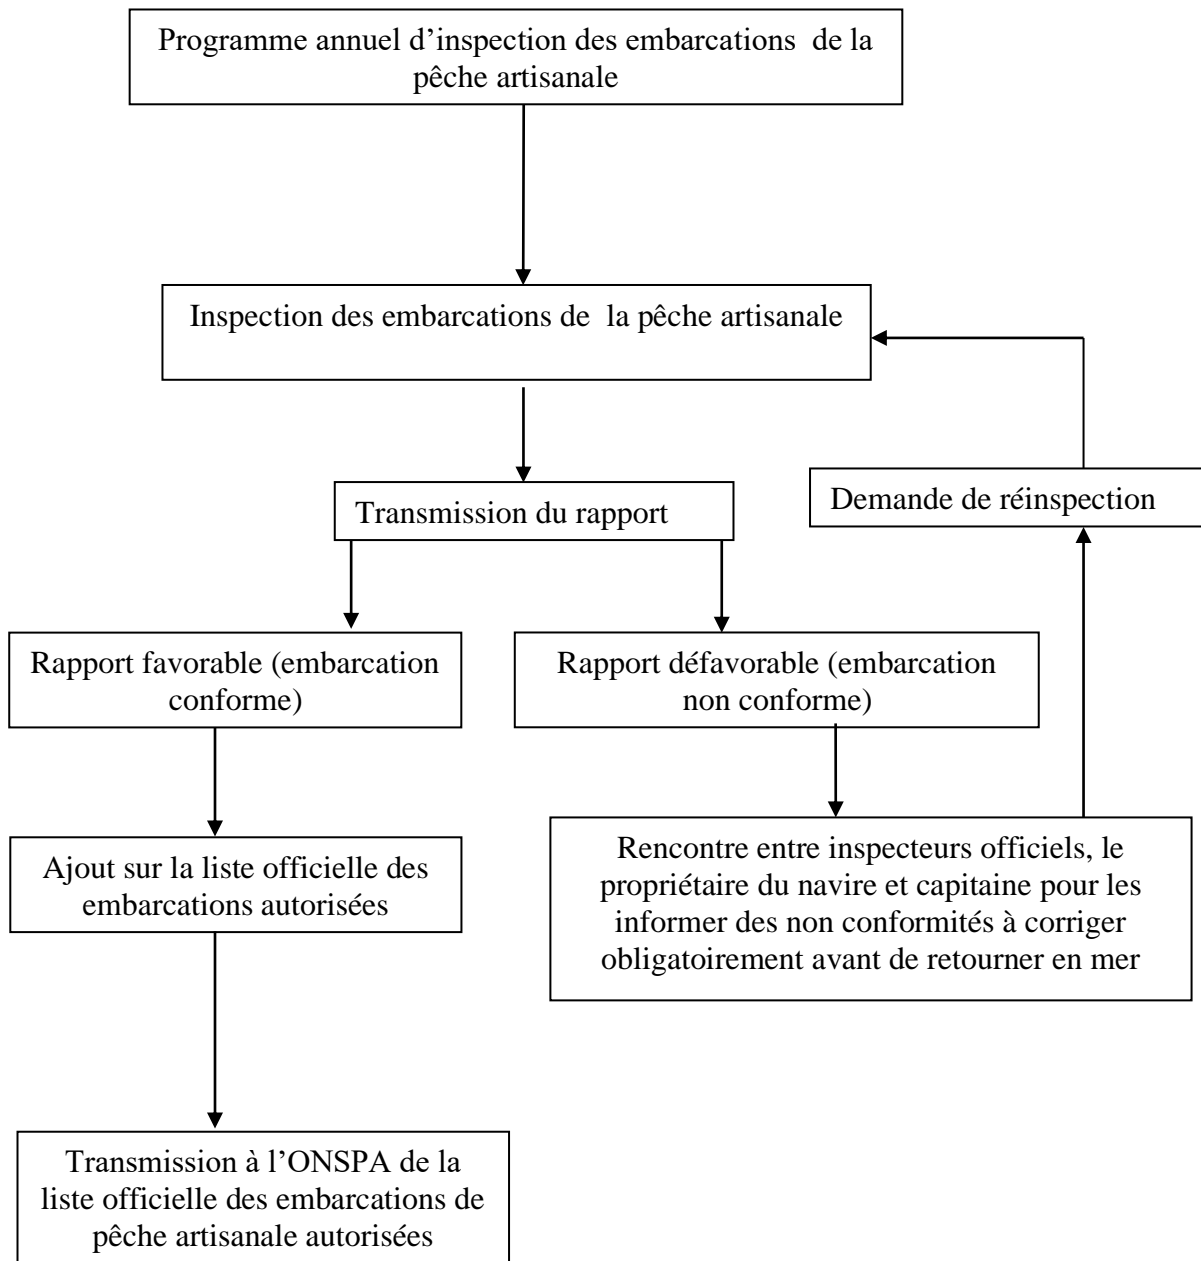 Programme annuel d’inspection des embarcations de la
pêche artisanale
Inspection des embarcations de la pêche artisanale
Transmission du rapport
Demande de réinspection
Rapport favorable (embarcation
conforme)
Rapport défavorable (embarcation
non conforme)
Ajout sur la liste officielle des
embarcations autorisées
Rencontre entre inspecteurs officiels, le
propriétaire du navire et capitaine pour les
informer des non conformités à corriger
obligatoirement avant de retourner en mer
Transmission à l’ONSPA de la
liste officielle des embarcations de
pêche artisanale autorisées